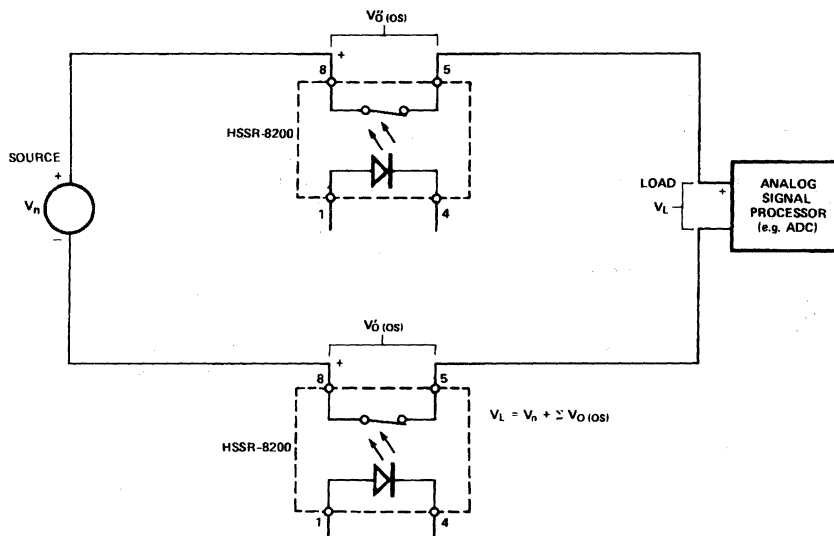 V″O (OS)
+
8
5
HSSR-8200
SOURCE
+
Vn
–
1
4
LOAD
VL
+
ANALOG
SIGNAL
PROCESSOR
(e.g. ADC)
V′O (OS)
+
8
5
VL = Vn + Σ VO (OS)
HSSR-8200
1
4